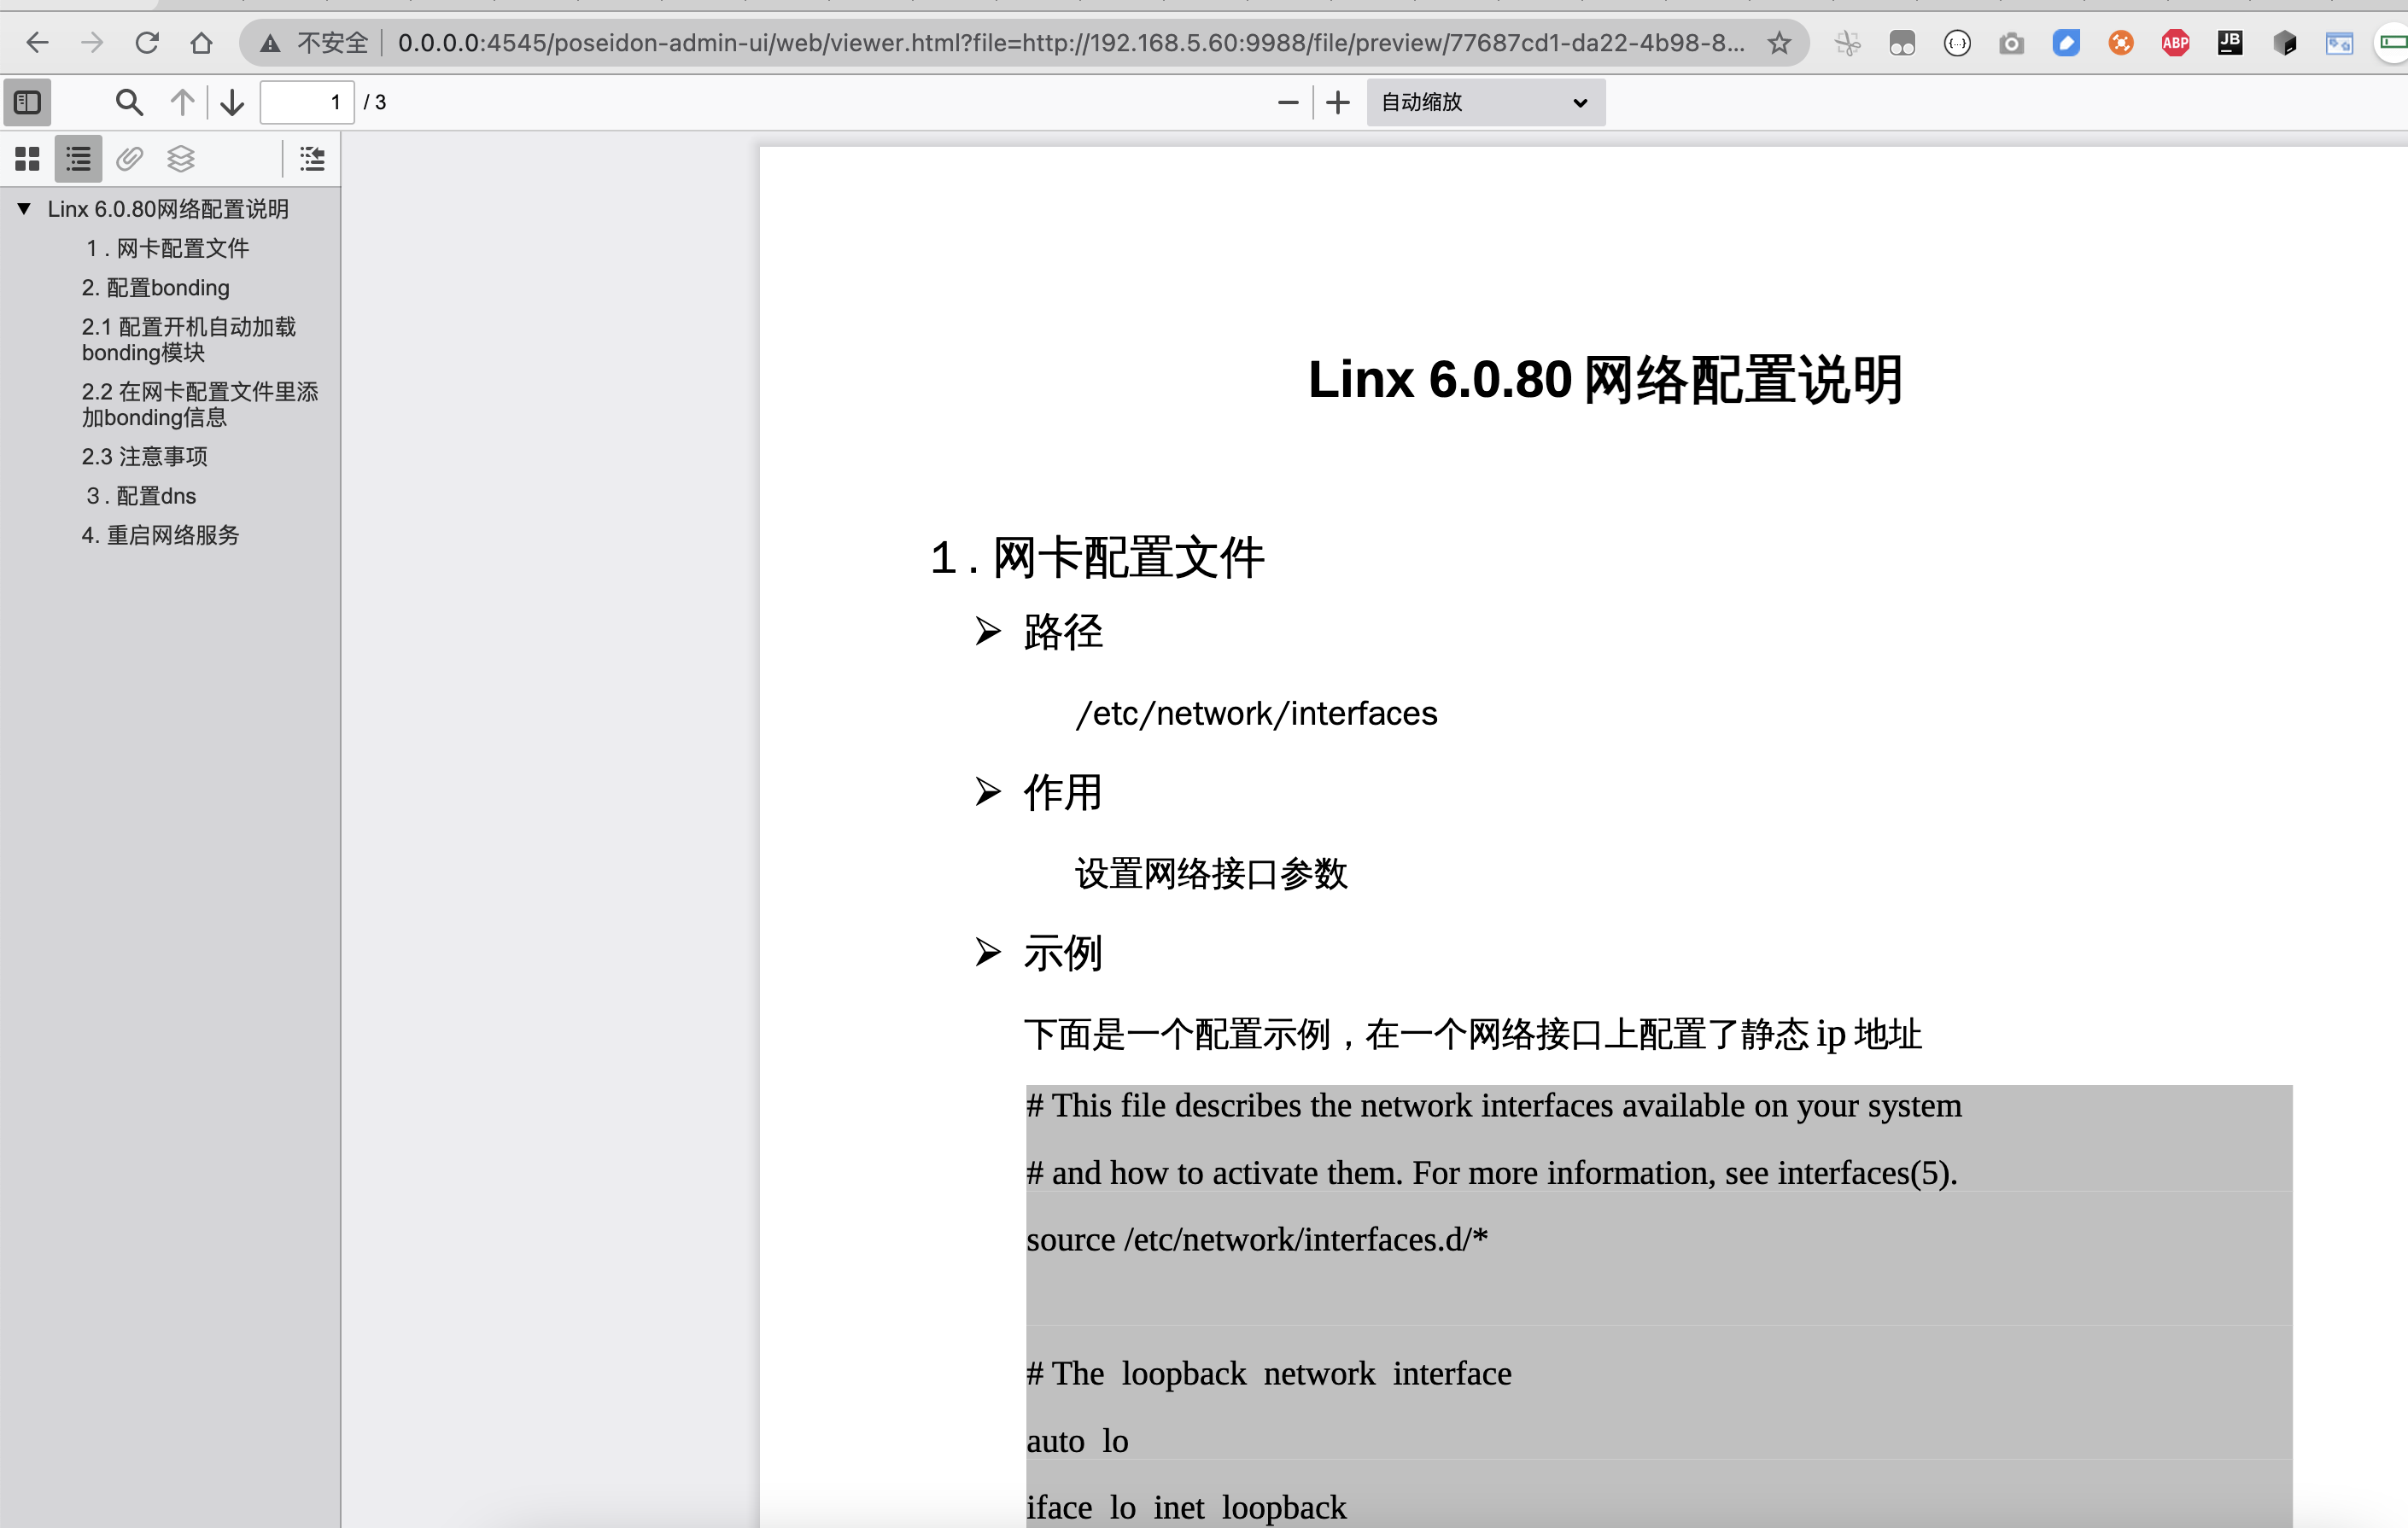 不安全
0.0.0.0:4545/poseidon-admin-ui/web/viewer.html?file=http://192.168.5.60:9988/file/preview/77687cd1-da22-4b98-8...
ABP
JB
1 / 3
自动缩放
Linx 6.0.80网络配置说明
1 . 网卡配置文件
2. 配置bonding
2.1 配置开机自动加载
bonding模块
2.2 在网卡配置文件里添
加bonding信息
2.3 注意事项
3 . 配置dns
4. 重启网络服务
Linx 6.0.80 网络配置说明
1 . 网卡配置文件
路径
/etc/network/interfaces
作用
设置网络接口参数
示例
下面是一个配置示例，在一个网络接口上配置了静态 ip 地址
# This file describes the network interfaces available on your system
# and how to activate them. For more information, see interfaces(5).
source /etc/network/interfaces.d/*
# The loopback network interface
auto lo
iface lo inet loopback